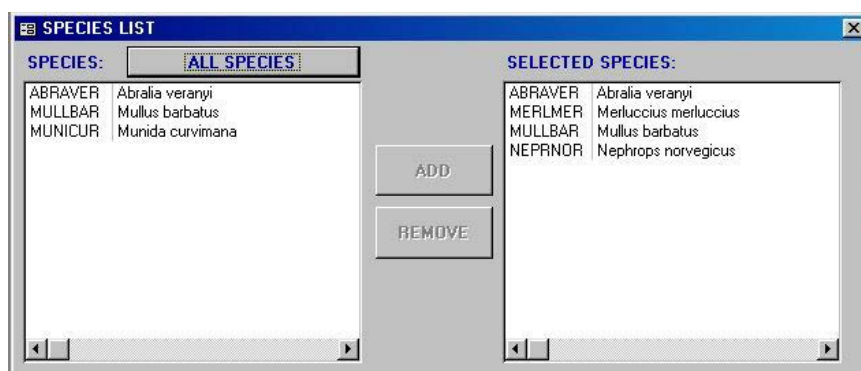 SPECIES LIST
SPECIES:
ALL SPECIES
ABRAVER Abralia veranyi
MULLBAR Mullus barbatus
MUNICUR Munida curvimana
ADD
REMOVE
SELECTED SPECIES:
ABRAVER Abralia veranyi
MERLMER Merluccius merluccius
MULLBAR Mullus barbatus
NEPRNOR Nephrops norvegicus